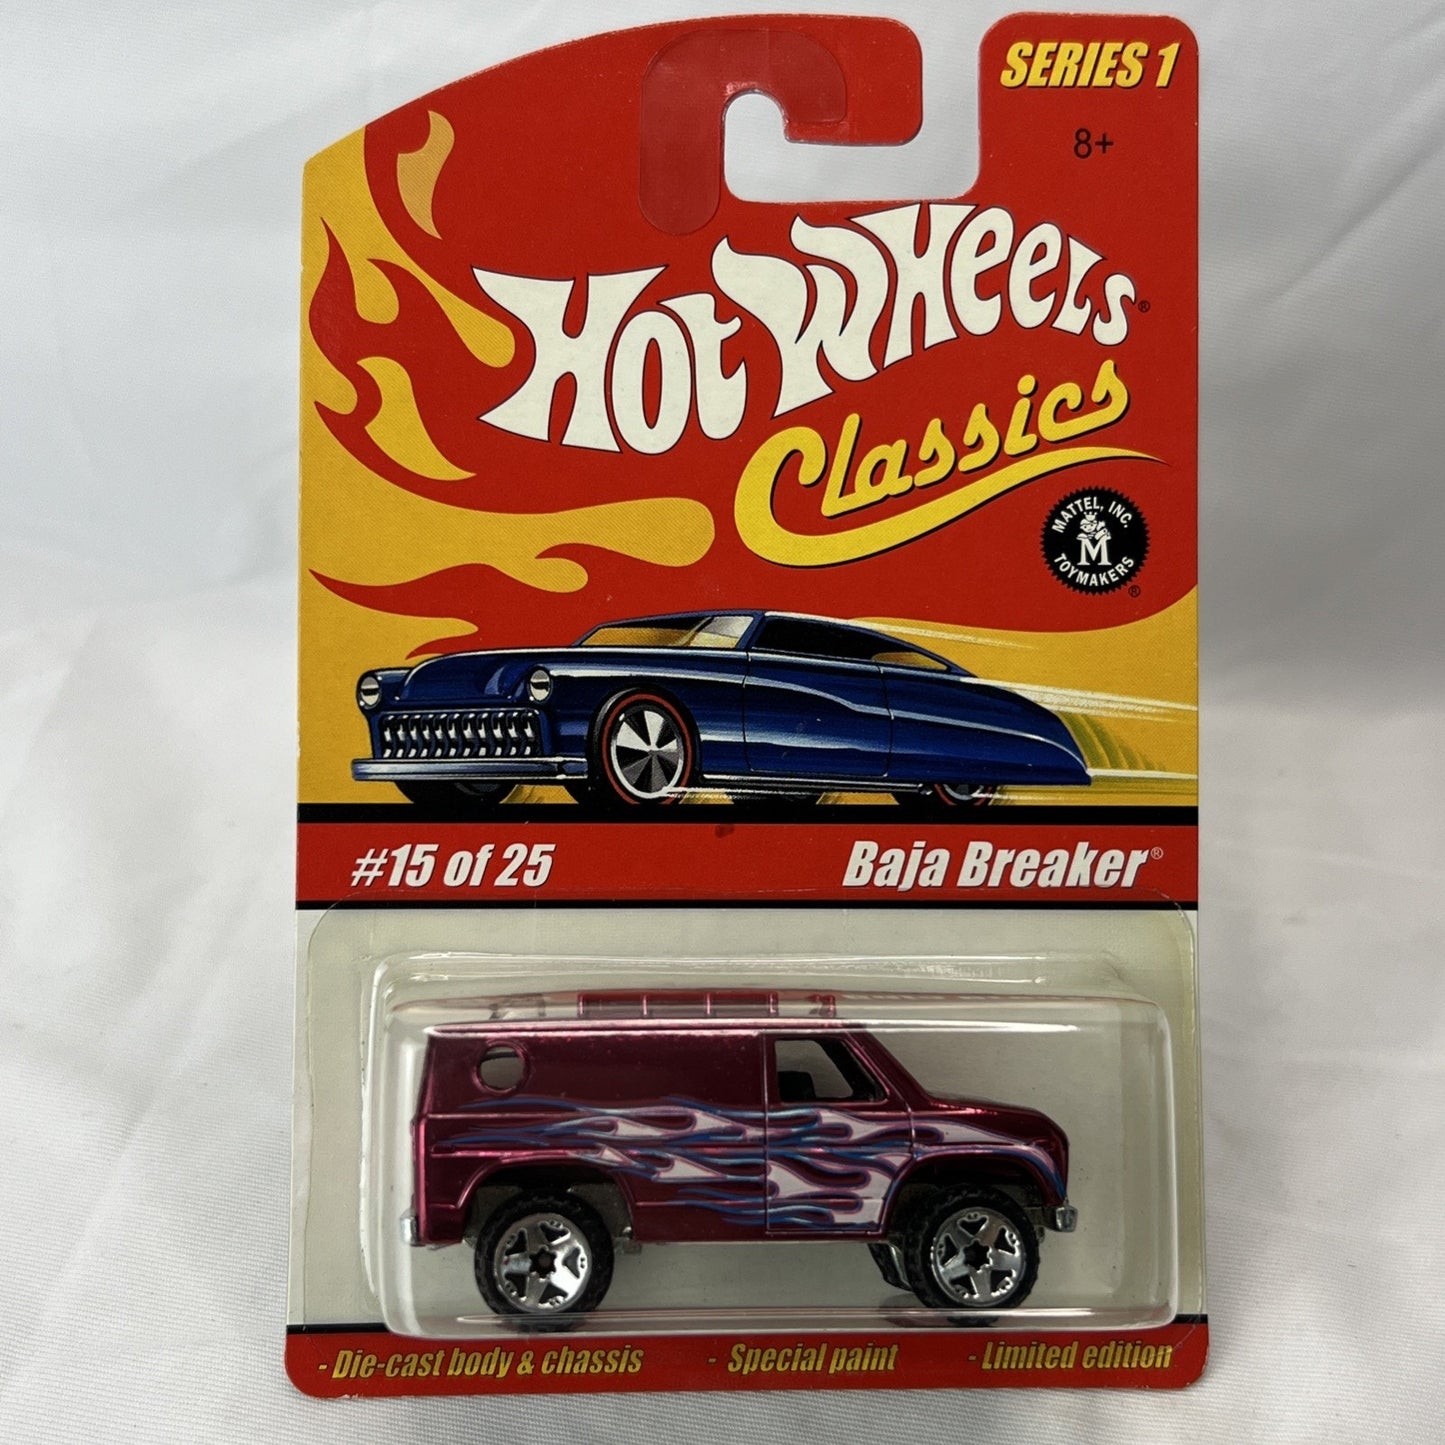 SERIES 1
8+
Hot Wheels®
Classics
MATTEL, INC.
M
TOYMAKERS
®
#15 of 25
Baja Breaker®
- Die-cast body & chassis - Special paint - Limited edition